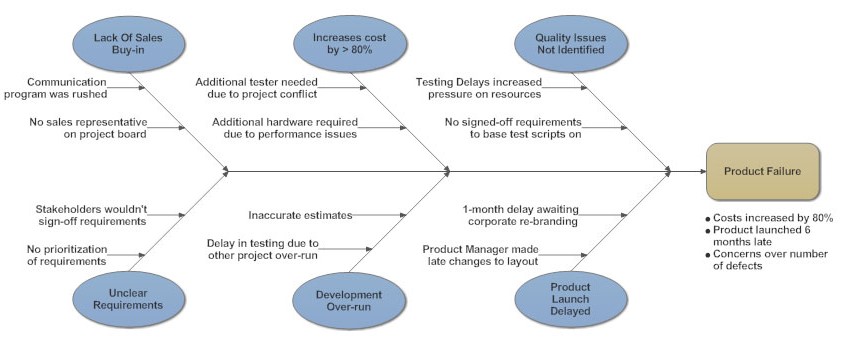 Lack Of Sales
Buy-in
Increases cost
by > 80%
Quality Issues
Not Identified
Communication
program was rushed
No sales representative
on project board
Additional tester needed
due to project conflict
Additional hardware required
due to performance issues
Testing Delays increased
pressure on resources
No signed-off requirements
to base test scripts on
Product Failure
Stakeholders wouldn't
sign-off requirements
No prioritization
of requirements
Inaccurate estimates
Delay in testing due to
other project over-run
1-month delay awaiting
corporate re-branding
Product Manager made
late changes to layout
• Costs increased by 80%
• Product launched 6
months late
• Concerns over number
of defects
Unclear
Requirements
Development
Over-run
Product
Launch
Delayed